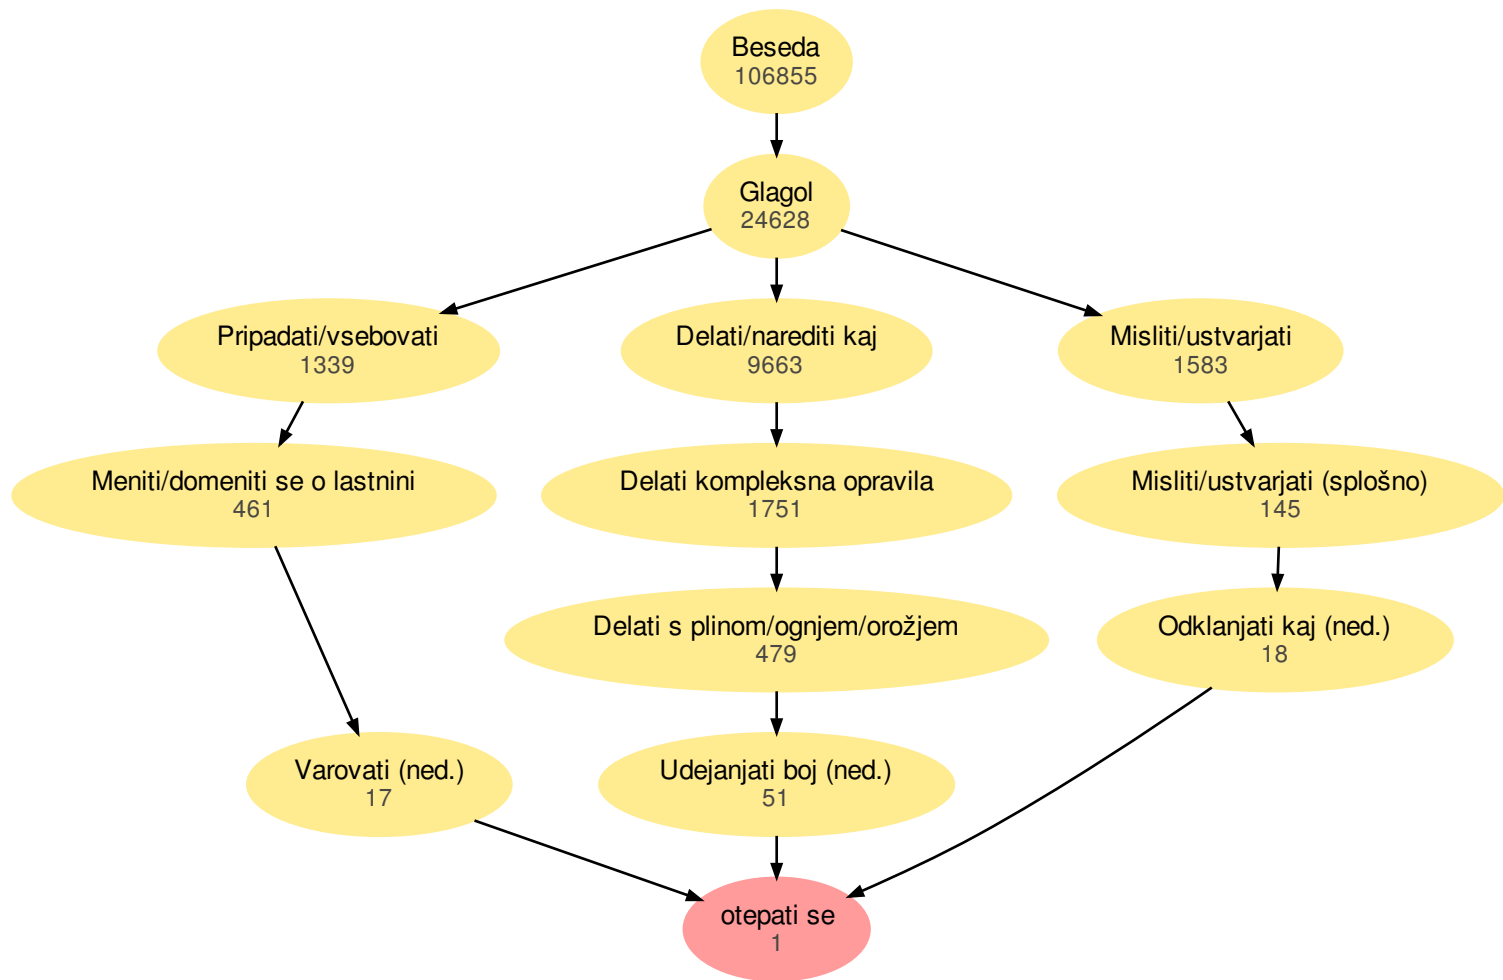 Beseda
106855
Glagol
24628
Pripadati/vsebovati
1339
Delati/narediti kaj
9663
Misliti/ustvarjati
1583
Meniti/domeniti se o lastnini
461
Delati kompleksna opravila
1751
Misliti/ustvarjati (splošno)
145
Delati s plinom/ognjem/orožjem
479
Odklanjati kaj (ned.)
18
Varovati (ned.)
17
Udejanjati boj (ned.)
51
otepati se
1